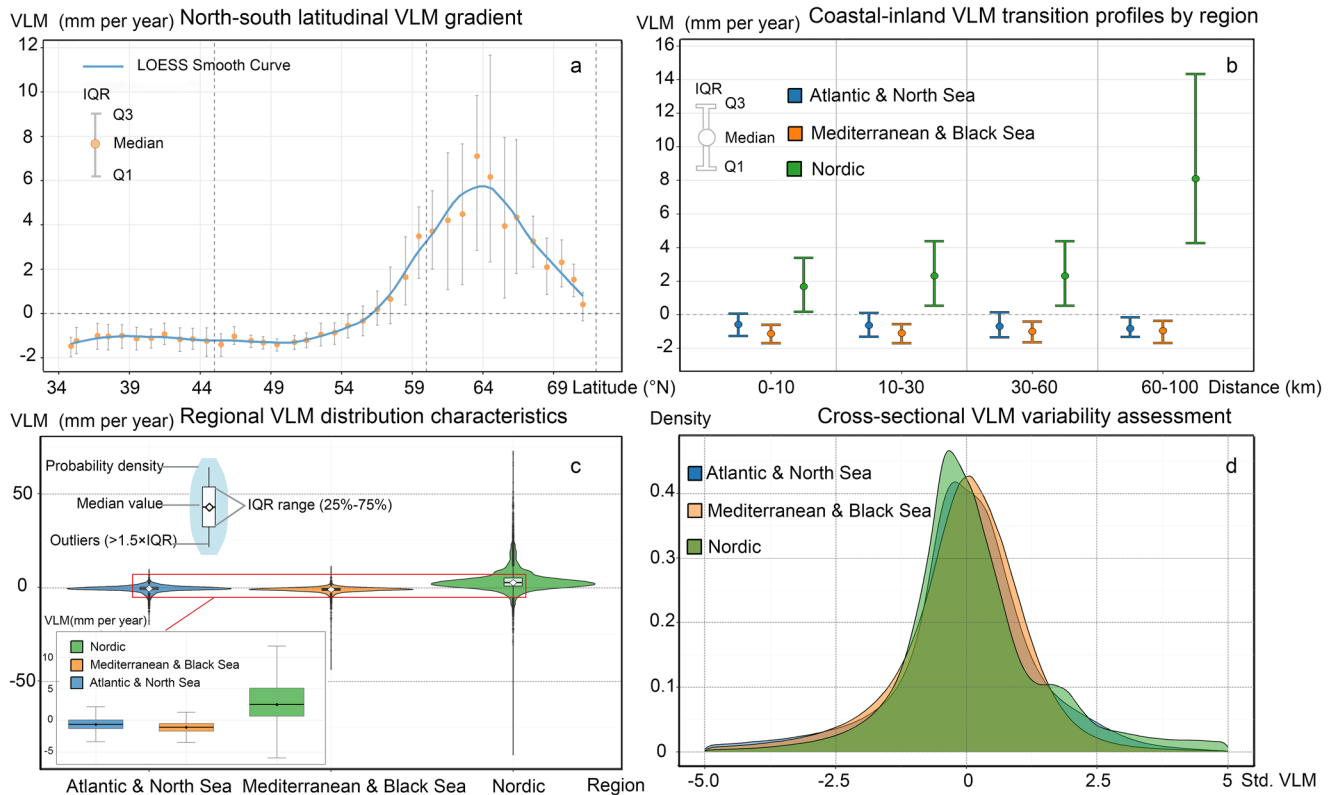 VLM (mm per year) North-south latitudinal VLM gradient
12
10
8
6
4
2
0
-2
LOESS Smooth Curve
a
IQR
Q3
Median
Q1
34 39 44 49 54 59 64 69 Latitude (°N)
VLM (mm per year) Coastal-inland VLM transition profiles by region
16
14
12
10
8
6
4
2
0
-2
b
IQR
Q3
Median
Q1
Atlantic & North Sea
Mediterranean & Black Sea
Nordic
0-10 10-30 30-60 60-100 Distance (km)
VLM (mm per year) Regional VLM distribution characteristics
50
0
-50
c
Probability density
Median value
IQR range (25%-75%)
Outliers (>1.5×IQR)
VLM(mm per year)
10
5
0
-5
Nordic
Mediterranean & Black Sea
Atlantic & North Sea
Atlantic & North Sea Mediterranean & Black Sea Nordic Region
Density Cross-sectional VLM variability assessment
0.4
0.3
0.2
0.1
0
d
Atlantic & North Sea
Mediterranean & Black Sea
Nordic
-5.0 -2.5 0 2.5 5 Std. VLM